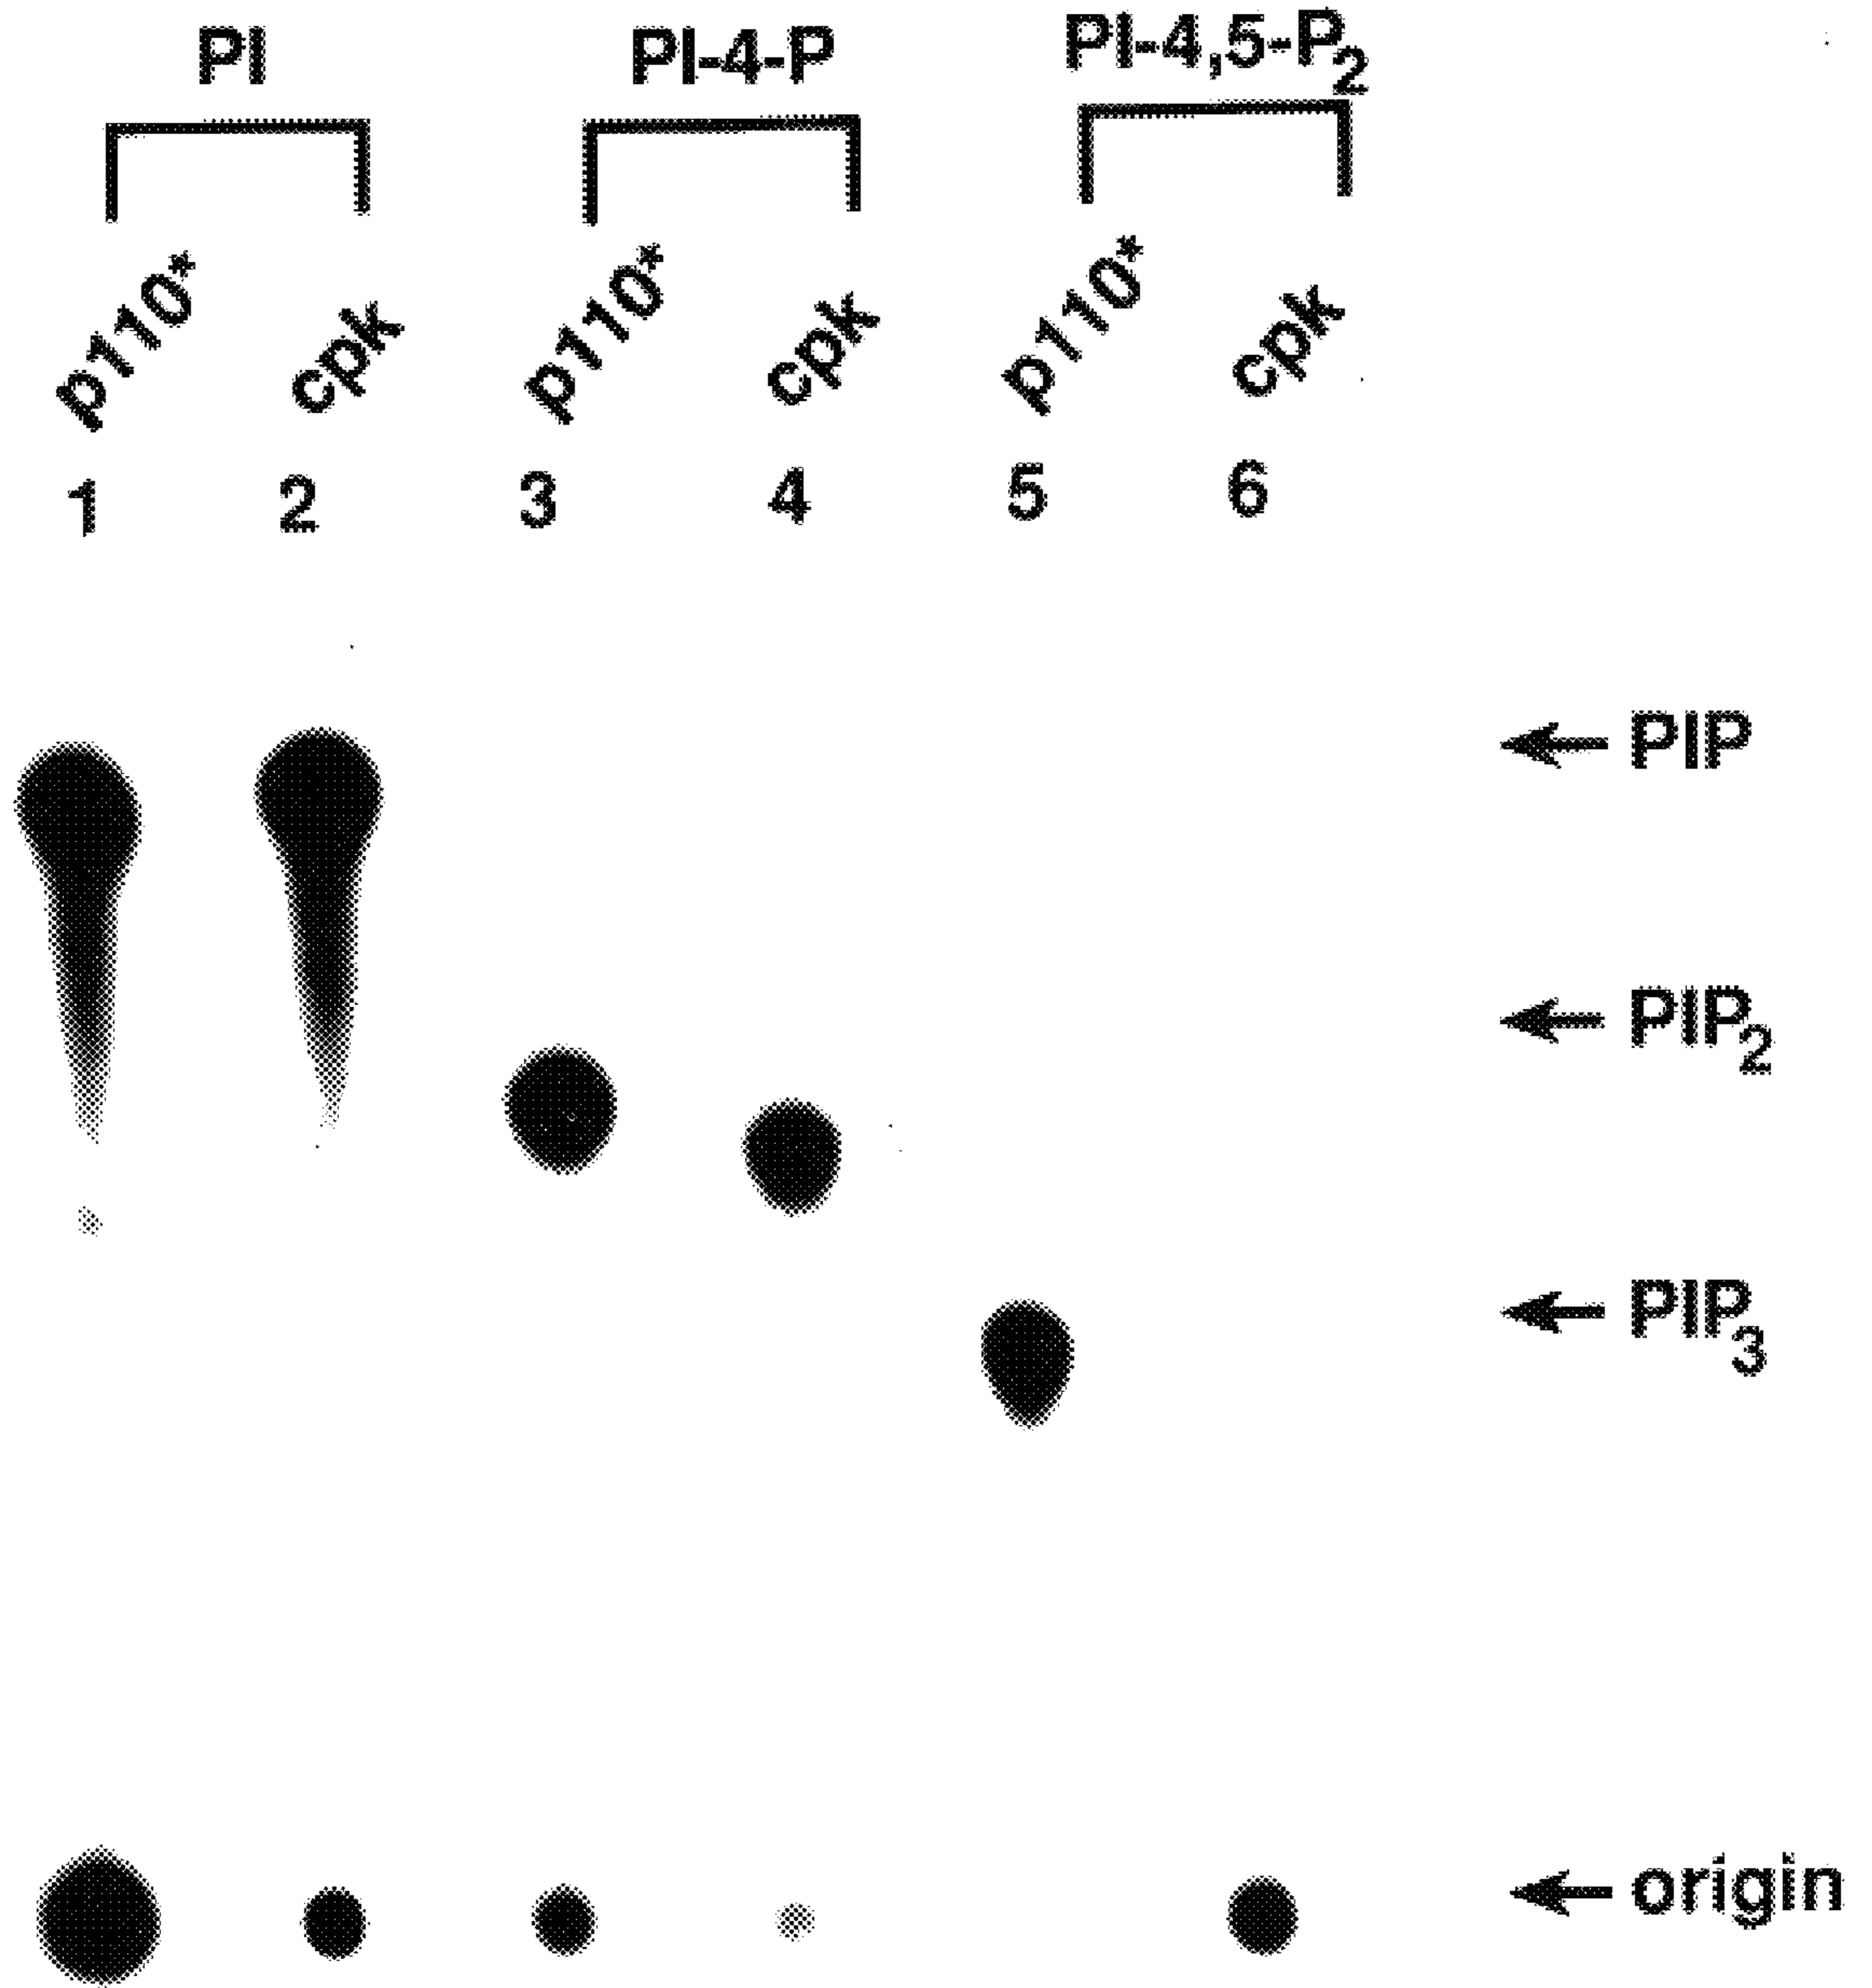 PI PI-4-P PI-4,5-P2
p110* cpk p110* cpk p110* cpk
1 2 3 4 5 6
PIP
PIP2
PIP3
origin